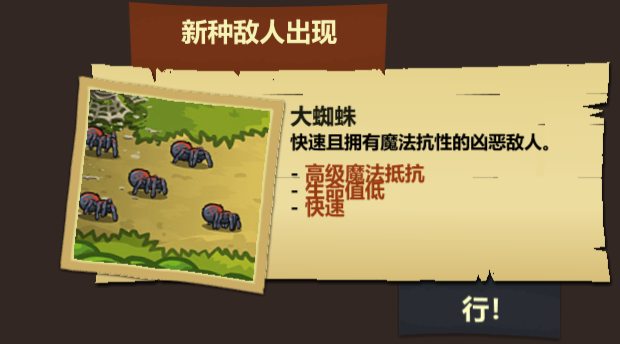 新种敌人出现
大蜘蛛
快速且拥有魔法抗性的凶恶敌人。
- 高级魔法抵抗
- 生命值低
- 快速
行!